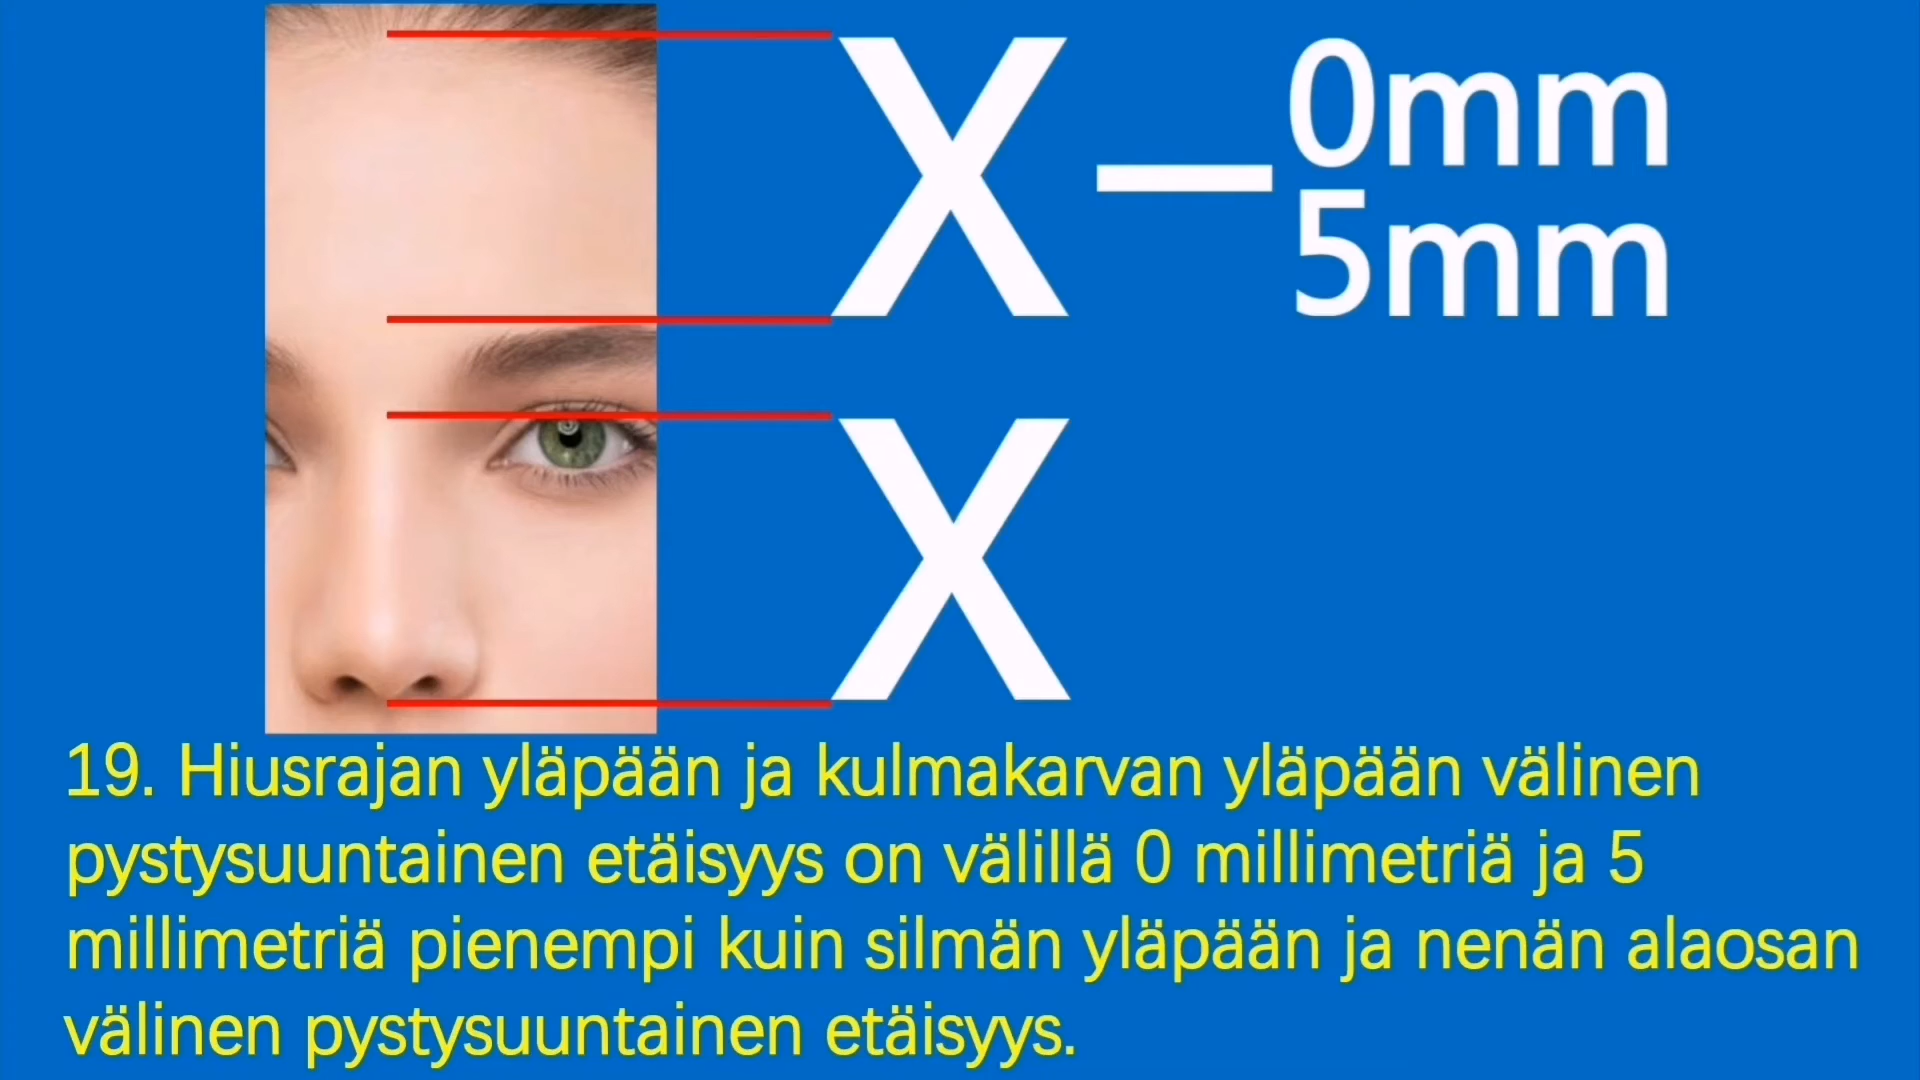 X — 0mm
5mm
X
19. Hiusrajan yläpään ja kulmakarvan yläpään välinen
pystysuuntainen etäisyys on välillä 0 millimetriä ja 5
millimetriä pienempi kuin silmän yläpään ja nenän alaosan
välinen pystysuuntainen etäisyys.